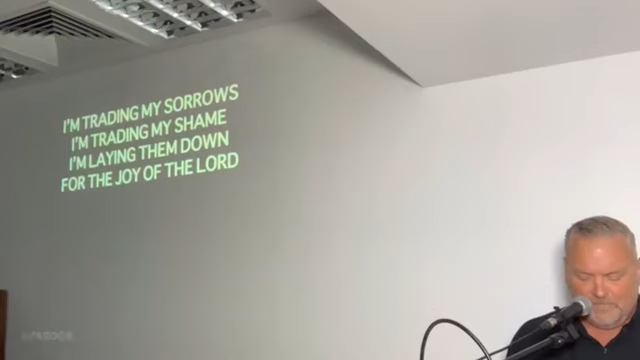 I'M TRADING MY SORROWS
I'M TRADING MY SHAME
I'M LAYING THEM DOWN
FOR THE JOY OF THE LORD